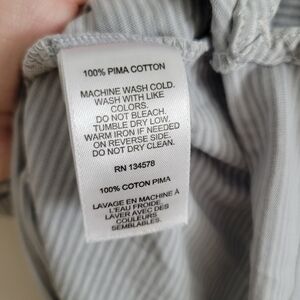 100% PIMA COTTON
MACHINE WASH COLD.
WASH WITH LIKE
COLORS.
DO NOT BLEACH.
TUMBLE DRY LOW.
WARM IRON IF NEEDED
ON REVERSE SIDE.
DO NOT DRY CLEAN.
RN 134578
100% COTON PIMA
LAVAGE EN MACHINE À
L'EAU FROIDE.
LAVER AVEC DES
COULEURS
SEMBLABLES.